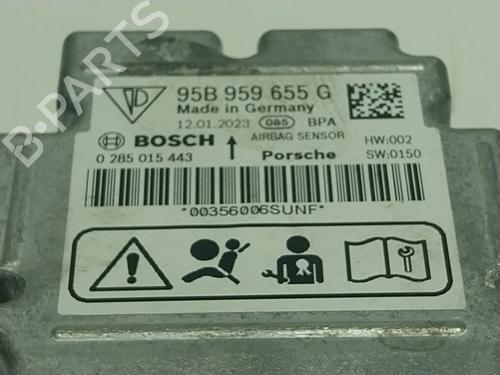 B-PARTS
95B 959 655 G
Made in Germany
12.01.2023 085 BPA
BOSCH AIRBAG SENSOR HW:002
0 285 015 443 Porsche SW:0150
*00356006SUNF*